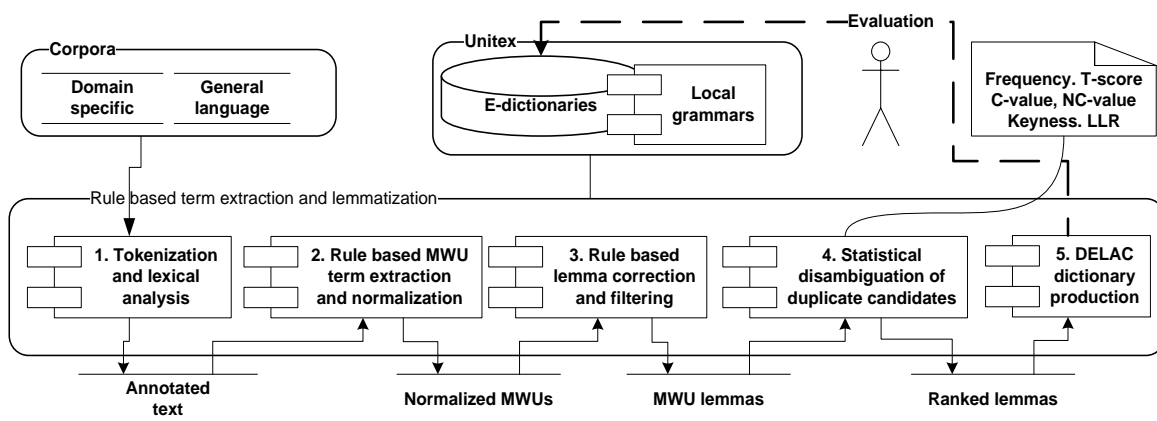 Corpora
Domain
specific
General
language
Unitex
E-dictionaries
Local
grammars
Evaluation
Frequency. T-score
C-value, NC-value
Keyness. LLR
Rule based term extraction and lemmatization
1. Tokenization
and lexical
analysis
2. Rule based MWU
term extraction
and normalization
3. Rule based
lemma correction
and filtering
4. Statistical
disambiguation of
duplicate candidates
5. DELAC
dictionary
production
Annotated
text
Normalized MWUs
MWU lemmas
Ranked lemmas